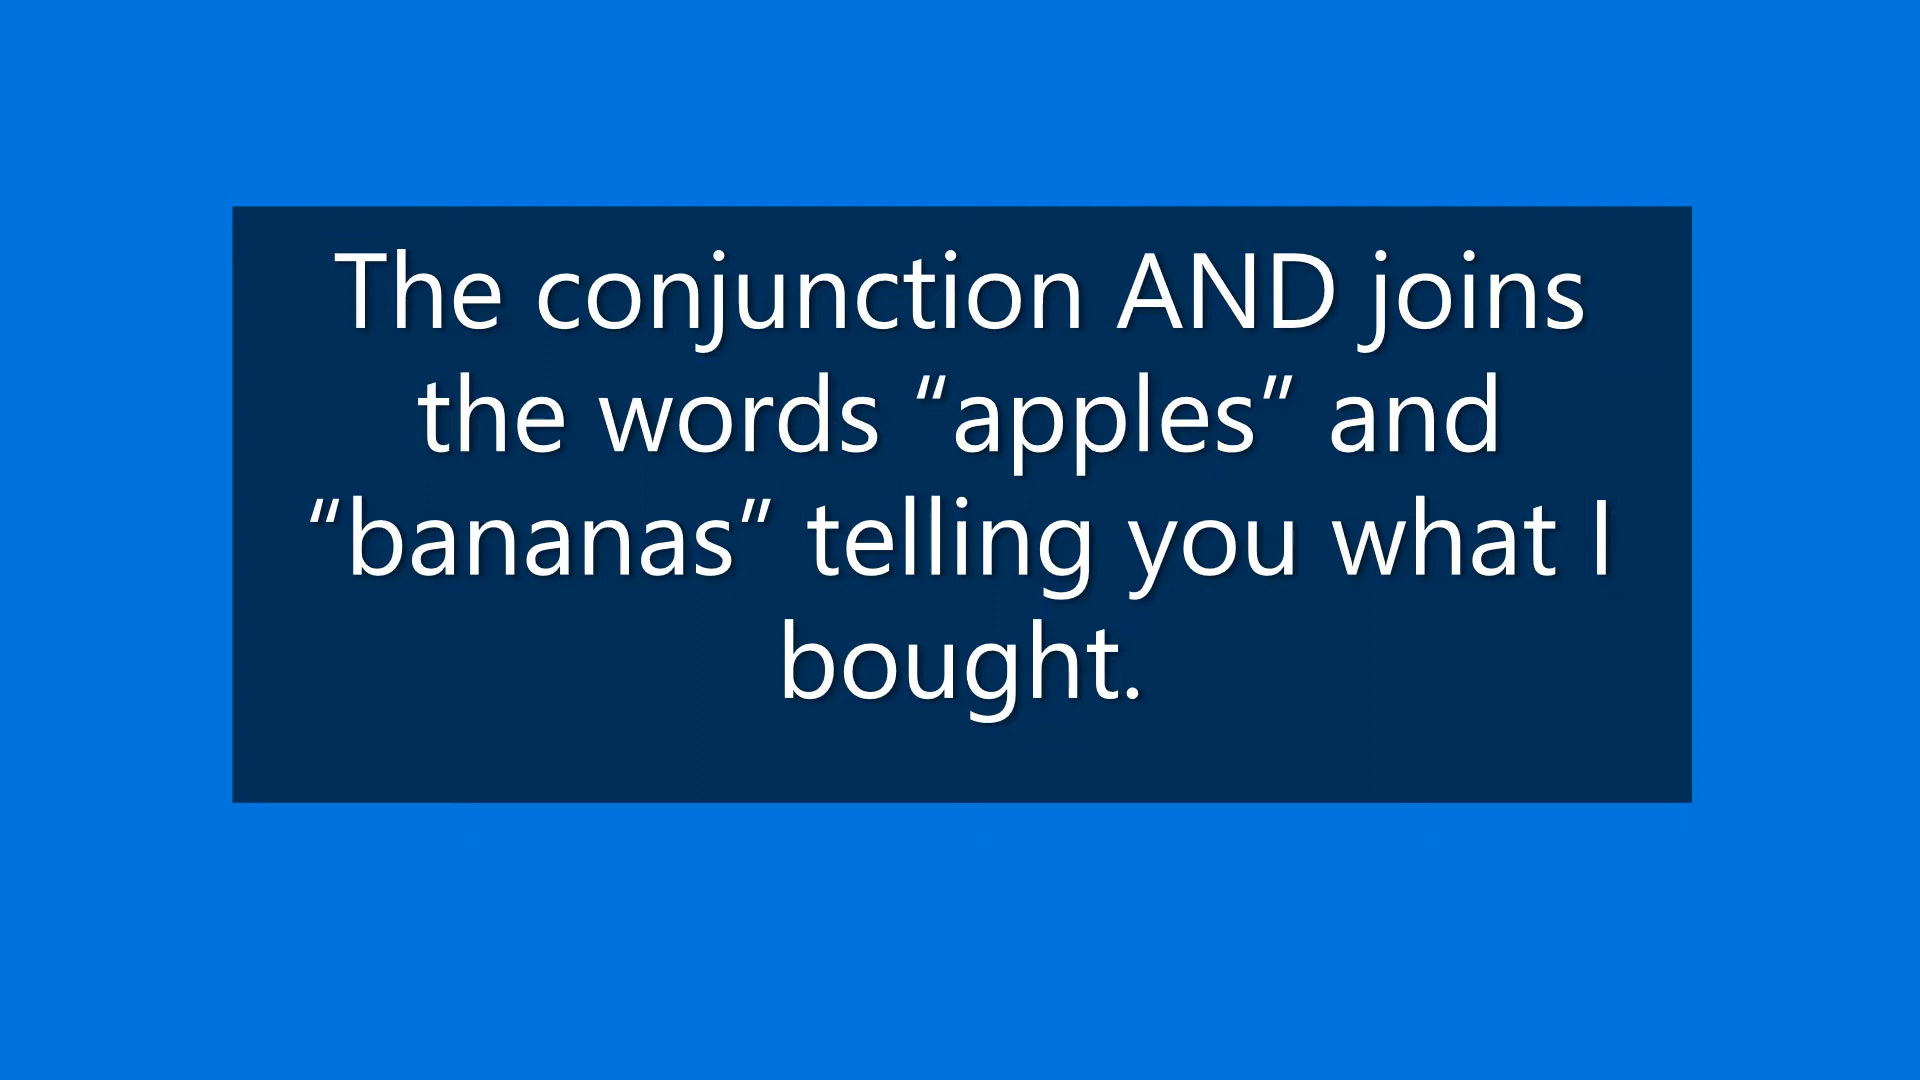 The conjunction AND joins
the words “apples” and
“bananas” telling you what I
bought.